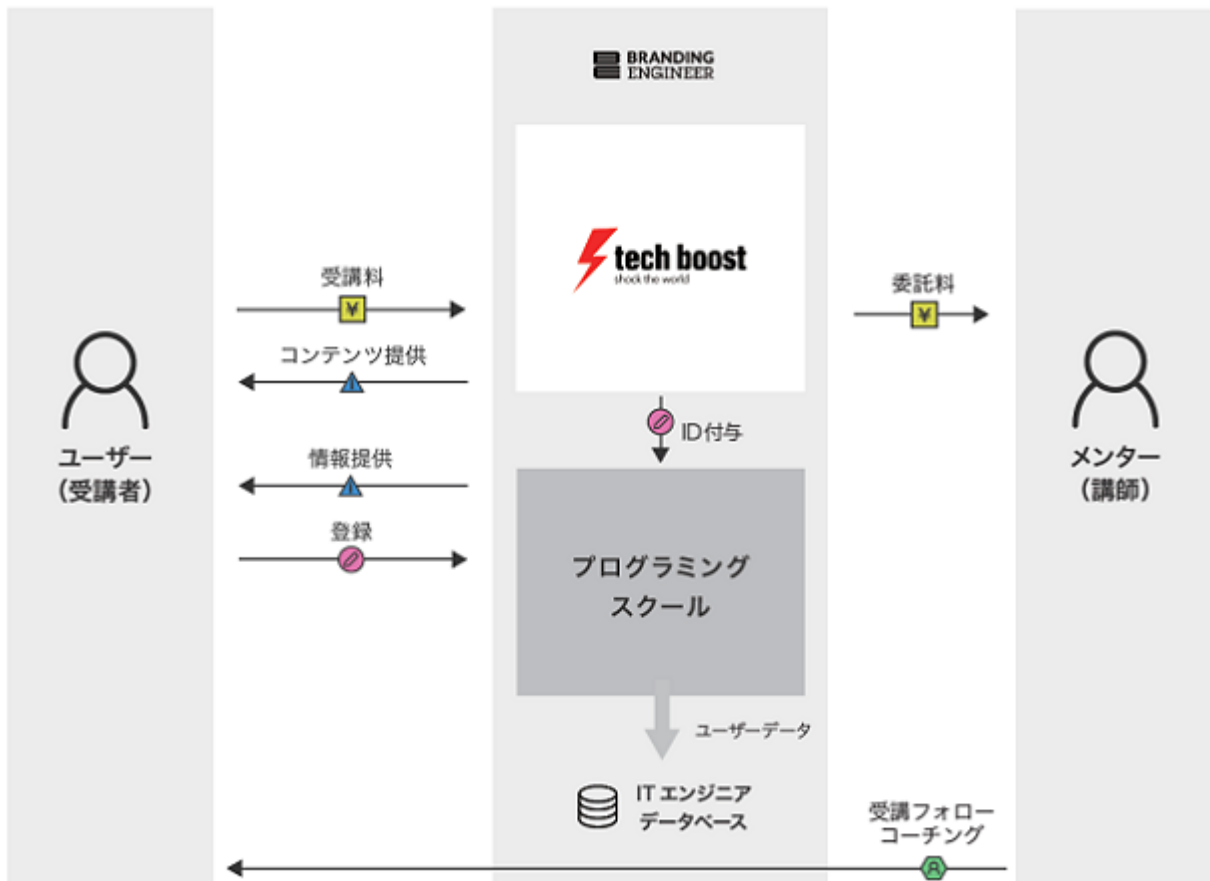 BRANDING
ENGINEER
tech boost
shock the world
受講料
¥
コンテンツ提供
情報提供
登録
ユーザー
（受講者）
ID付与
プログラミング
スクール
ユーザーデータ
ITエンジニア
データベース
委託料
¥
メンター
（講師）
受講フォロー
コーチング